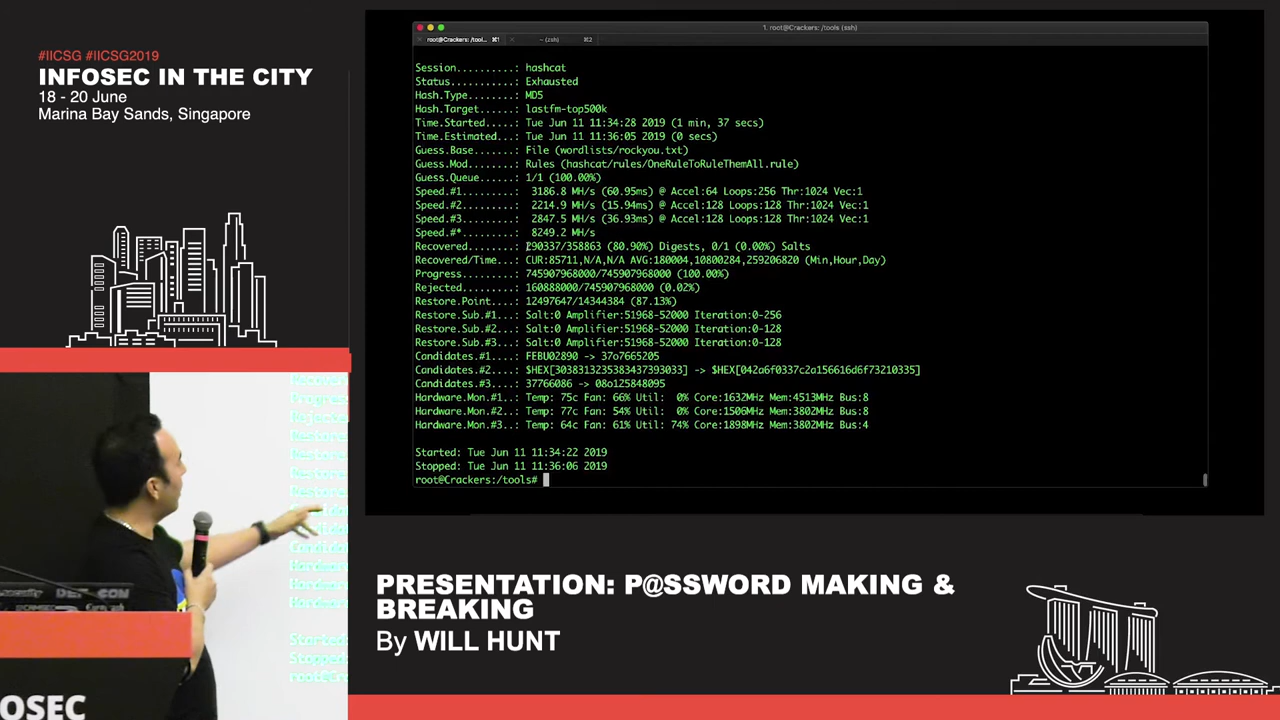 #IICSG #IICSG2019
INFOSEC IN THE CITY
18 - 20 June
Marina Bay Sands, Singapore
1. root@Crackers: /tools (ssh)
root@Crackers: /tool... ⌘1
~ (zsh) ⌘2
Session..........: hashcat
Status...........: Exhausted
Hash.Type........: MD5
Hash.Target......: lastfm-top500k
Time.Started.....: Tue Jun 11 11:34:28 2019 (1 min, 37 secs)
Time.Estimated...: Tue Jun 11 11:36:05 2019 (0 secs)
Guess.Base.......: File (wordlists/rockyou.txt)
Guess.Mod........: Rules (hashcat/rules/OneRuleToRuleThemAll.rule)
Guess.Queue......: 1/1 (100.00%)
Speed.#1.........: 3186.8 MH/s (60.95ms) @ Accel:64 Loops:256 Thr:1024 Vec:1
Speed.#2.........: 2214.9 MH/s (15.94ms) @ Accel:128 Loops:128 Thr:1024 Vec:1
Speed.#3.........: 2847.5 MH/s (36.93ms) @ Accel:128 Loops:128 Thr:1024 Vec:1
Speed.#*.........: 8249.2 MH/s
Recovered........: 290337/358863 (80.90%) Digests, 0/1 (0.00%) Salts
Recovered/Time...: CUR:85711,N/A,N/A AVG:180004,10800284,259206820 (Min,Hour,Day)
Progress.........: 745907968000/745907968000 (100.00%)
Rejected.........: 160888000/745907968000 (0.02%)
Restore.Point....: 12497647/14344384 (87.13%)
Restore.Sub.#1...: Salt:0 Amplifier:51968-52000 Iteration:0-256
Restore.Sub.#2...: Salt:0 Amplifier:51968-52000 Iteration:0-128
Restore.Sub.#3...: Salt:0 Amplifier:51968-52000 Iteration:0-128
Candidates.#1....: FEBU02890 -> 37o7665205
Candidates.#2....: $HEX[3038313235383437393033] -> $HEX[042a6f0337c2a156616d6f73210335]
Candidates.#3....: 37766086 -> 08o125848095
Hardware.Mon.#1..: Temp: 75c Fan: 66% Util: 0% Core:1632MHz Mem:4513MHz Bus:8
Hardware.Mon.#2..: Temp: 77c Fan: 54% Util: 0% Core:1506MHz Mem:3802MHz Bus:8
Hardware.Mon.#3..: Temp: 64c Fan: 61% Util: 74% Core:1898MHz Mem:3802MHz Bus:4
Started: Tue Jun 11 11:34:22 2019
Stopped: Tue Jun 11 11:36:06 2019
root@Crackers:/tools#
PRESENTATION: P@SSWORD MAKING &
BREAKING
By WILL HUNT
DEF CON
OSEC